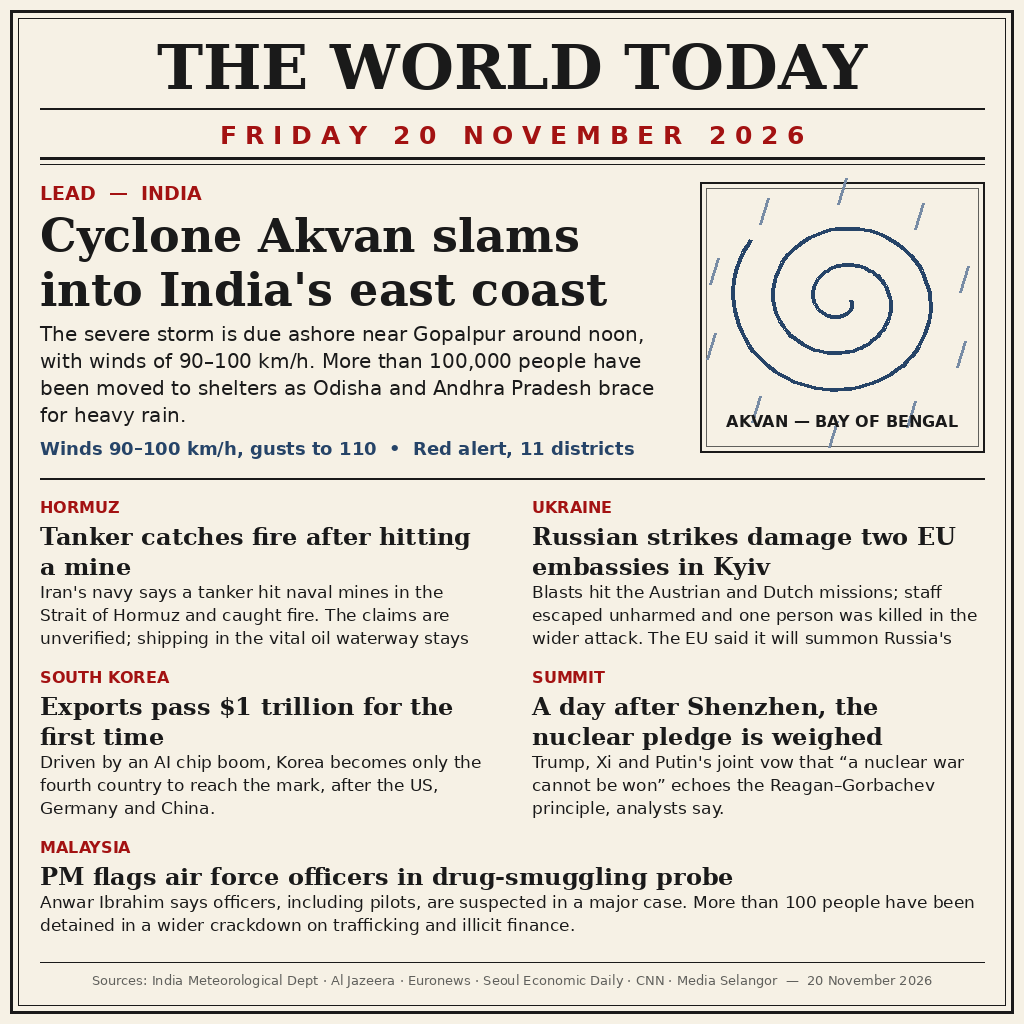 THE WORLD TODAY
FRIDAY 20 NOVEMBER 2026
LEAD — INDIA
Cyclone Akvan slams
into India's east coast
The severe storm is due ashore near Gopalpur around noon,
with winds of 90–100 km/h. More than 100,000 people have
been moved to shelters as Odisha and Andhra Pradesh brace
for heavy rain.
Winds 90–100 km/h, gusts to 110 • Red alert, 11 districts
AKVAN — BAY OF BENGAL
HORMUZ
Tanker catches fire after hitting
a mine
Iran's navy says a tanker hit naval mines in the
Strait of Hormuz and caught fire. The claims are
unverified; shipping in the vital oil waterway stays
UKRAINE
Russian strikes damage two EU
embassies in Kyiv
Blasts hit the Austrian and Dutch missions; staff
escaped unharmed and one person was killed in the
wider attack. The EU said it will summon Russia's
SOUTH KOREA
Exports pass $1 trillion for the
first time
Driven by an AI chip boom, Korea becomes only the
fourth country to reach the mark, after the US,
Germany and China.
SUMMIT
A day after Shenzhen, the
nuclear pledge is weighed
Trump, Xi and Putin's joint vow that “a nuclear war
cannot be won” echoes the Reagan–Gorbachev
principle, analysts say.
MALAYSIA
PM flags air force officers in drug-smuggling probe
Anwar Ibrahim says officers, including pilots, are suspected in a major case. More than 100 people have been
detained in a wider crackdown on trafficking and illicit finance.
Sources: India Meteorological Dept · Al Jazeera · Euronews · Seoul Economic Daily · CNN · Media Selangor — 20 November 2026